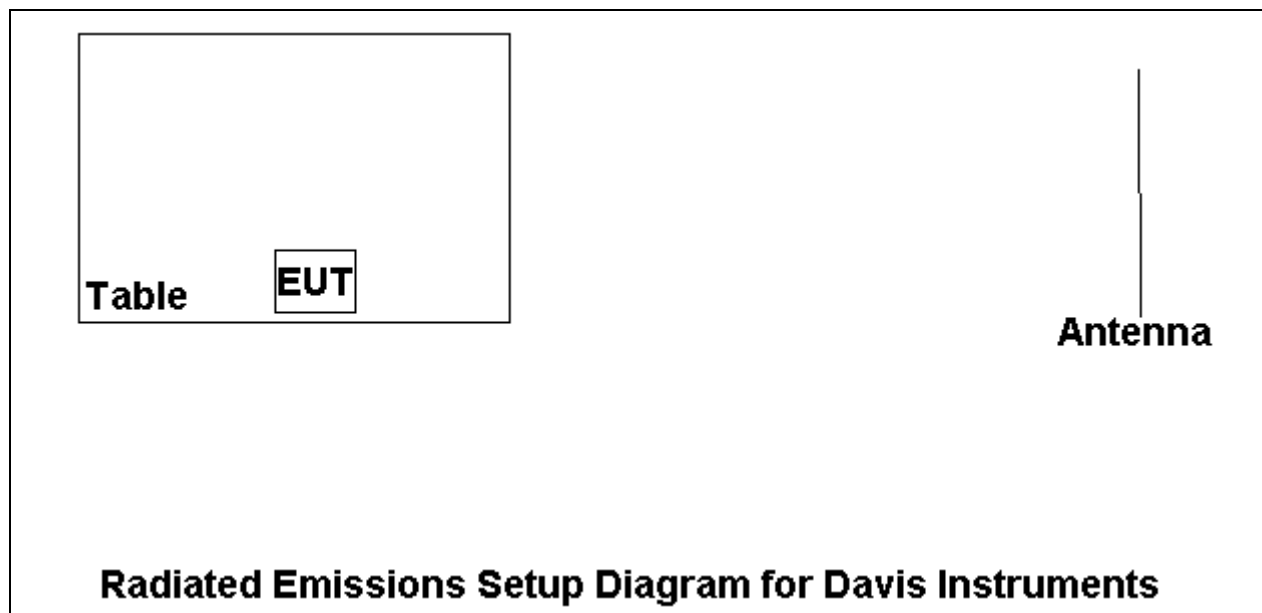 EUT
Table
Antenna
Radiated Emissions Setup Diagram for Davis Instruments